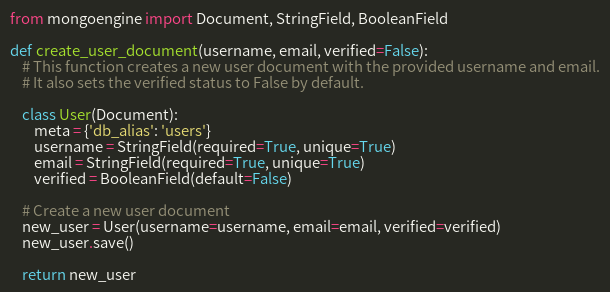 from mongoengine import Document, StringField, BooleanField

def create_user_document(username, email, verified=False):
    # This function creates a new user document with the provided username and email.
    # It also sets the verified status to False by default.

    class User(Document):
        meta = {'db_alias': 'users'}
        username = StringField(required=True, unique=True)
        email = StringField(required=True, unique=True)
        verified = BooleanField(default=False)

    # Create a new user document
    new_user = User(username=username, email=email, verified=verified)
    new_user.save()

    return new_user